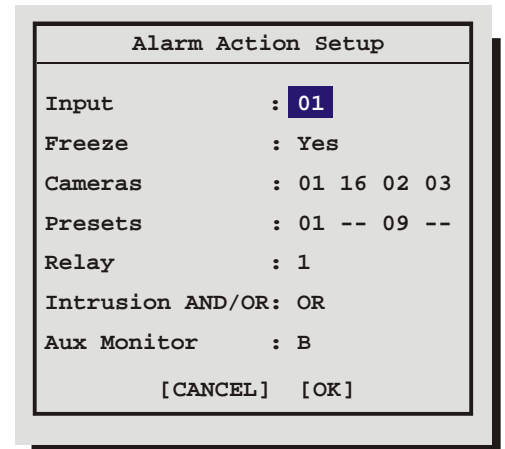 Alarm Action Setup
Input : 01
Freeze : Yes
Cameras : 01 16 02 03
Presets : 01 -- 09 --
Relay : 1
Intrusion AND/OR: OR
Aux Monitor : B
[CANCEL] [OK]